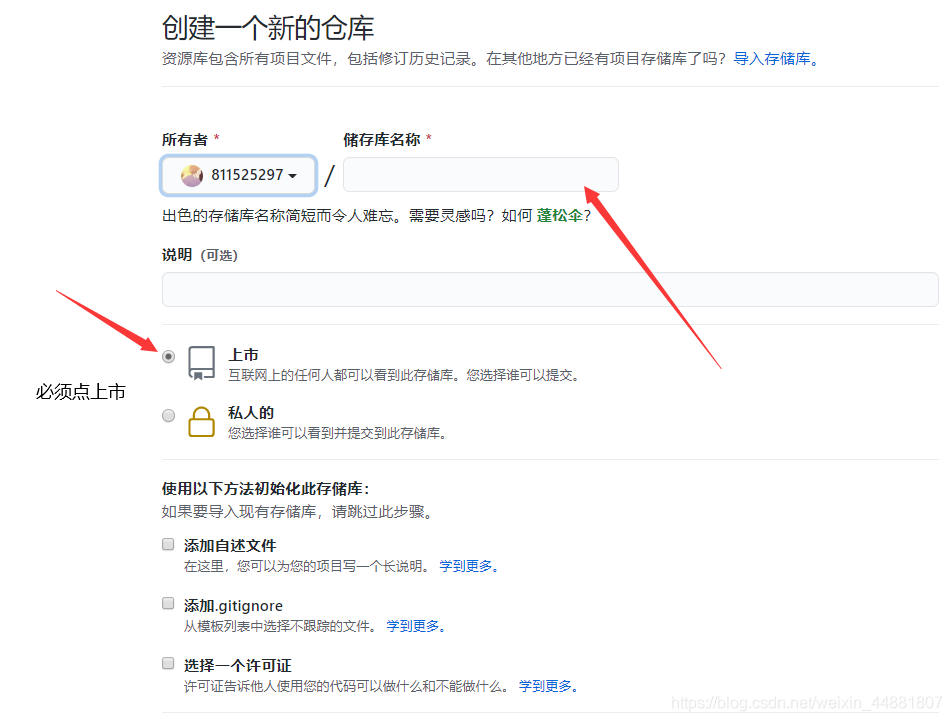 创建一个新的仓库
资源库包含所有项目文件，包括修订历史记录。在其他地方已经有项目存储库了吗？导入存储库。
所有者 * 储存库名称 *
811525297 /
出色的存储库名称简短而令人难忘。需要灵感吗？如何 蓬松伞?
说明 (可选)
上市
互联网上的任何人都可以看到此存储库。您选择谁可以提交。
必须点上市
私人的
您选择谁可以看到并提交到此存储库。
使用以下方法初始化此存储库：
如果要导入现有存储库，请跳过此步骤。
添加自述文件
在这里，您可以为您的项目写一个长说明。 学到更多。
添加.gitignore
从模板列表中选择不跟踪的文件。 学到更多。
选择一个许可证
许可证告诉他人使用您的代码可以做什么和不能做什么。 学到更多。
https://blog.csdn.net/weixin_44881807